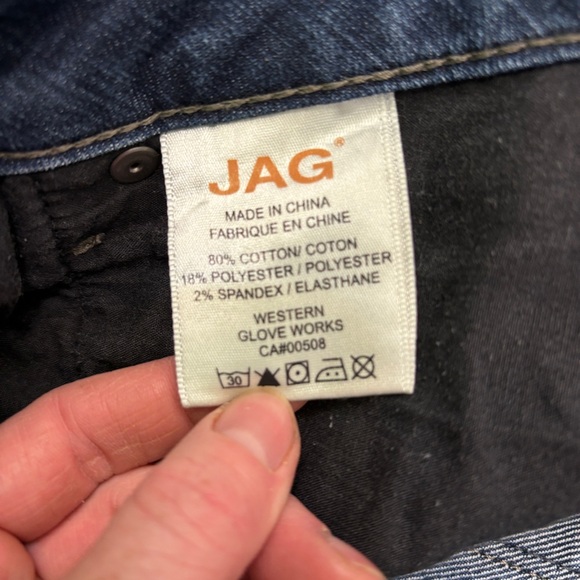 JAG®
MADE IN CHINA
FABRIQUE EN CHINE
80% COTTON/ COTON
18% POLYESTER / POLYESTER
2% SPANDEX / ELASTHANE
WESTERN
GLOVE WORKS
CA#00508
30